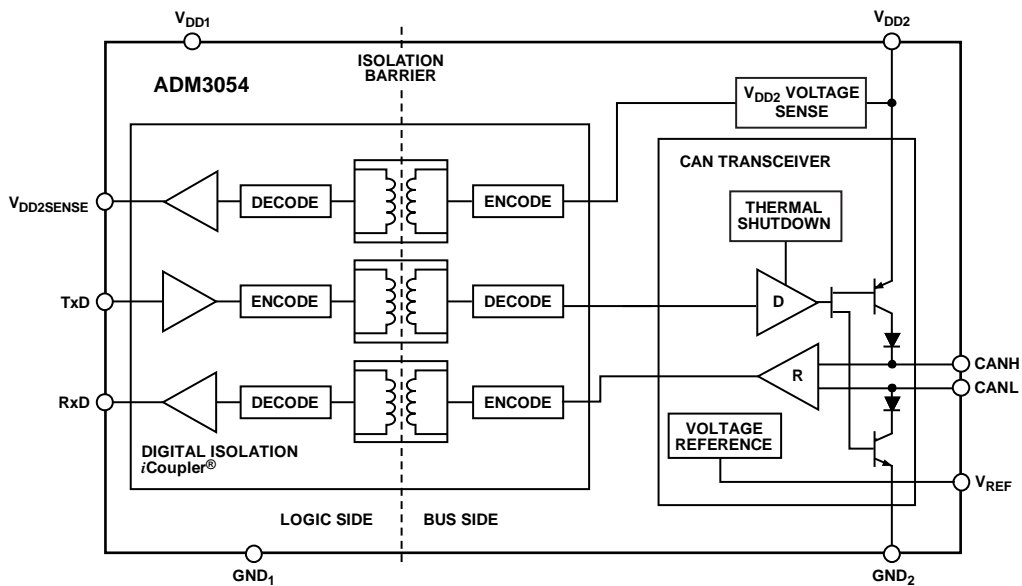 VDD1
VDD2
ADM3054
ISOLATION
BARRIER
VDD2 VOLTAGE
SENSE
CAN TRANSCEIVER
VDD2SENSE
DECODE
ENCODE
THERMAL
SHUTDOWN
TxD
ENCODE
DECODE
D
RxD
DECODE
ENCODE
R
CANH
CANL
VOLTAGE
REFERENCE
DIGITAL ISOLATION
iCoupler®
VREF
LOGIC SIDE
BUS SIDE
GND1
GND2